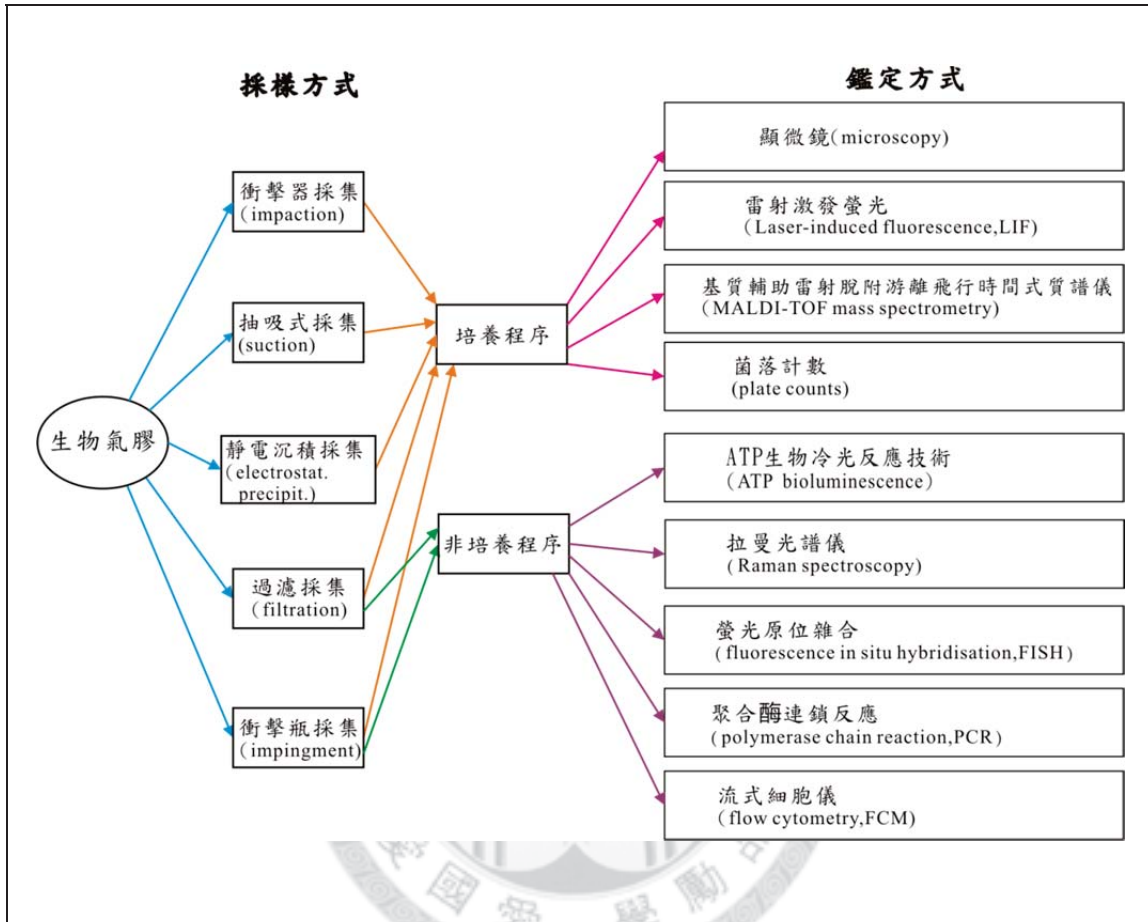 採樣方式
鑑定方式
生物氣膠
衝擊器採集
(impaction)
抽吸式採集
(suction)
靜電沉積採集
(electrostat.
precipit.)
過濾採集
(filtration)
衝擊瓶採集
(impingment)
培養程序
非培養程序
顯微鏡(microscopy)
雷射激發螢光
(Laser-induced fluorescence,LIF)
基質輔助雷射脫附游離飛行時間式質譜儀
(MALDI-TOF mass spectrometry)
菌落計數
(plate counts)
ATP生物冷光反應技術
(ATP bioluminescence)
拉曼光譜儀
(Raman spectroscopy)
螢光原位雜合
(fluorescence in situ hybridisation,FISH)
聚合酶連鎖反應
(polymerase chain reaction,PCR)
流式細胞儀
(flow cytometry,FCM)
愛 國 學 勵